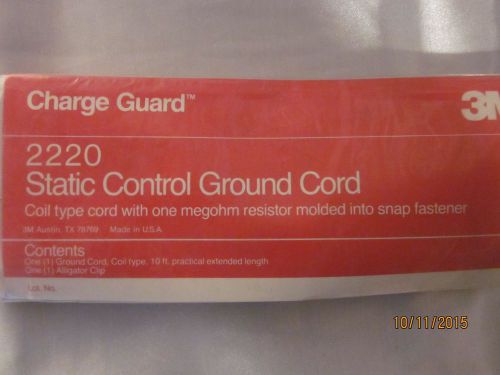 Charge Guard™
3M
2220
Static Control Ground Cord
Coil type cord with one megohm resistor molded into snap fastener
3M Austin, TX 78769 Made in U.S.A.
Contents
One (1) Ground Cord, Coil type, 10 ft. practical extended length
One (1) Alligator Clip
Lot. No.
10/11/2015